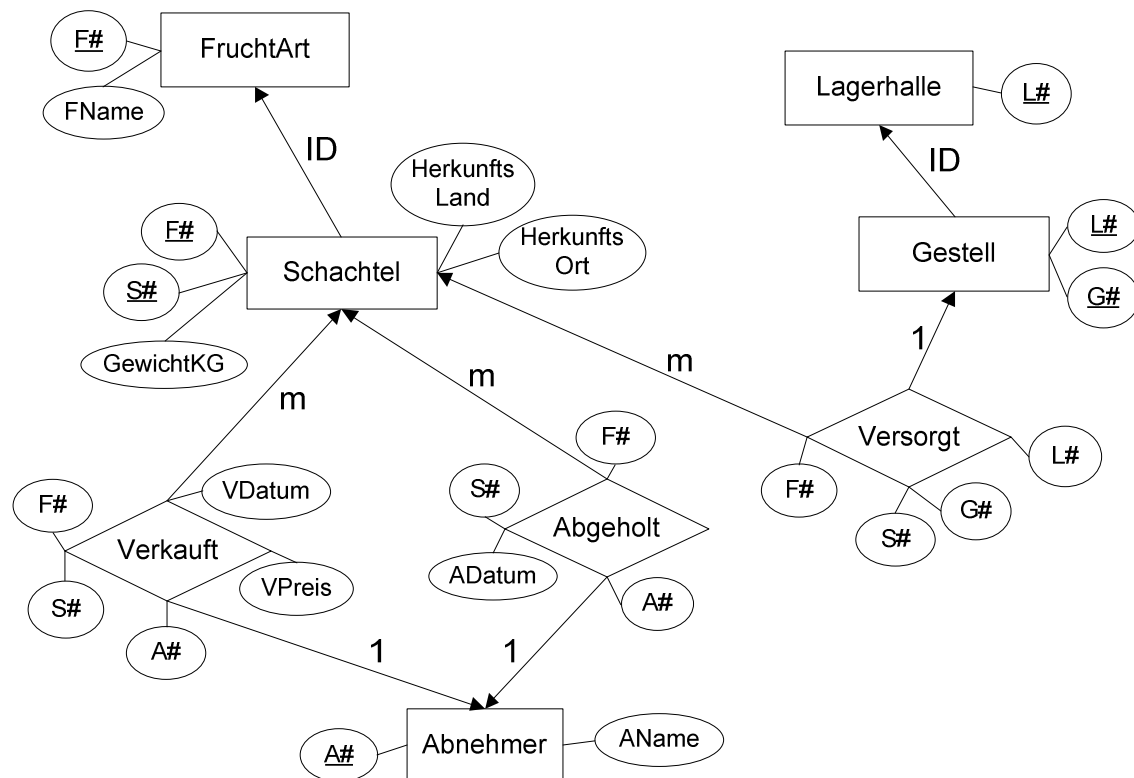 F#
FruchtArt
FName
Lagerhalle
L#
ID
ID
Herkunfts
Land
F#
Herkunfts
Ort
Schachtel
S#
GewichtKG
L#
Gestell
G#
m
m
m
1
F#
VDatum
F#
S#
Verkauft
VPreis
S#
A#
Abgeholt
ADatum
A#
Versorgt
L#
F#
G#
S#
1
1
A#
Abnehmer
AName